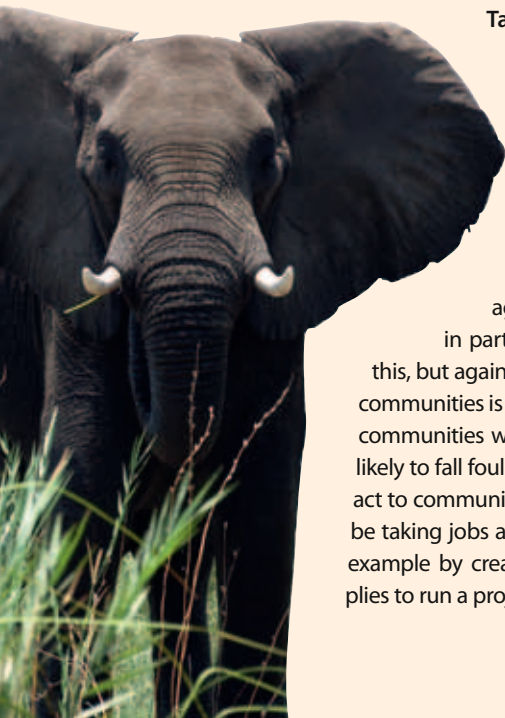 Ta
ag
in part
this, but again
communities is
communities w
likely to fall foul
act to communi
be taking jobs a
example by crea
plies to run a proj